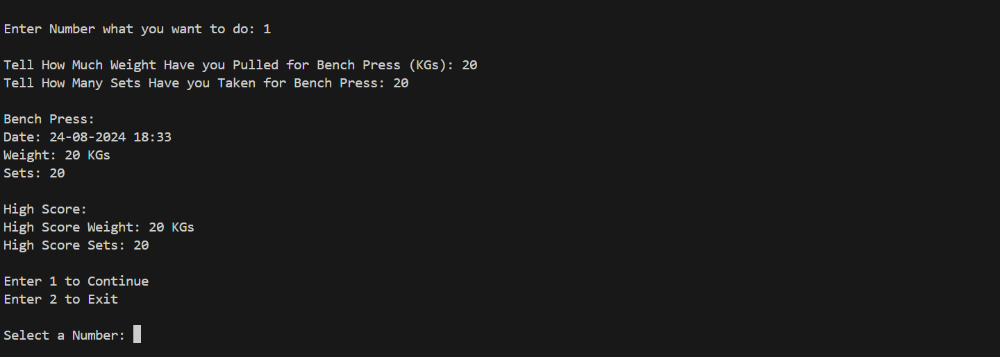 Enter Number what you want to do: 1
Tell How Much Weight Have you Pulled for Bench Press (KGs): 20
Tell How Many Sets Have you Taken for Bench Press: 20
Bench Press:
Date: 24-08-2024 18:33
Weight: 20 KGs
Sets: 20
High Score:
High Score Weight: 20 KGs
High Score Sets: 20
Enter 1 to Continue
Enter 2 to Exit
Select a Number: